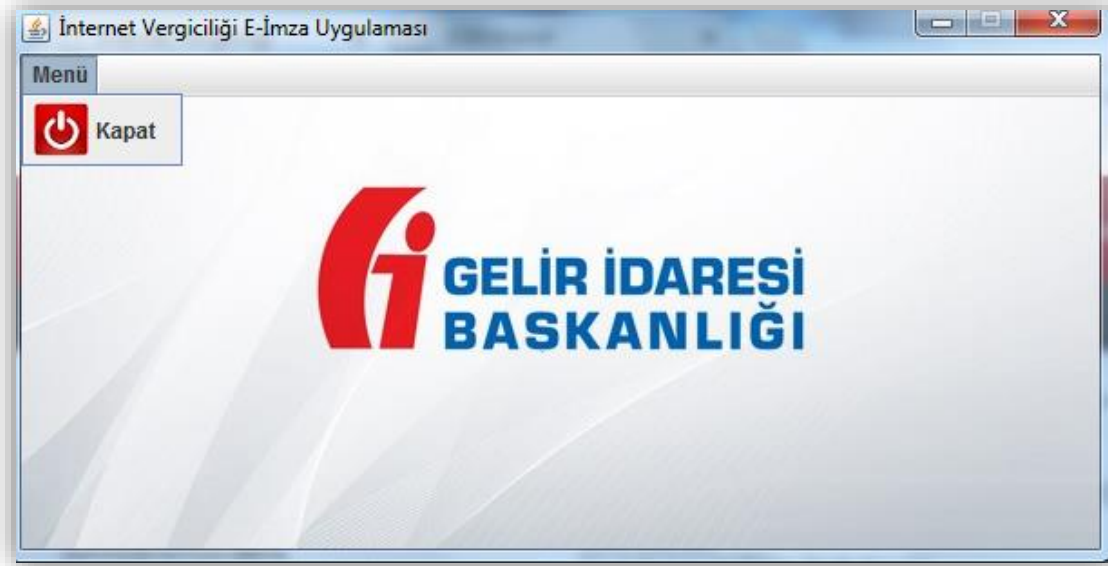 İnternet Vergiciliği E-İmza Uygulaması
Menü
Kapat
GELİR İDARESİ
BASKANLIĞI